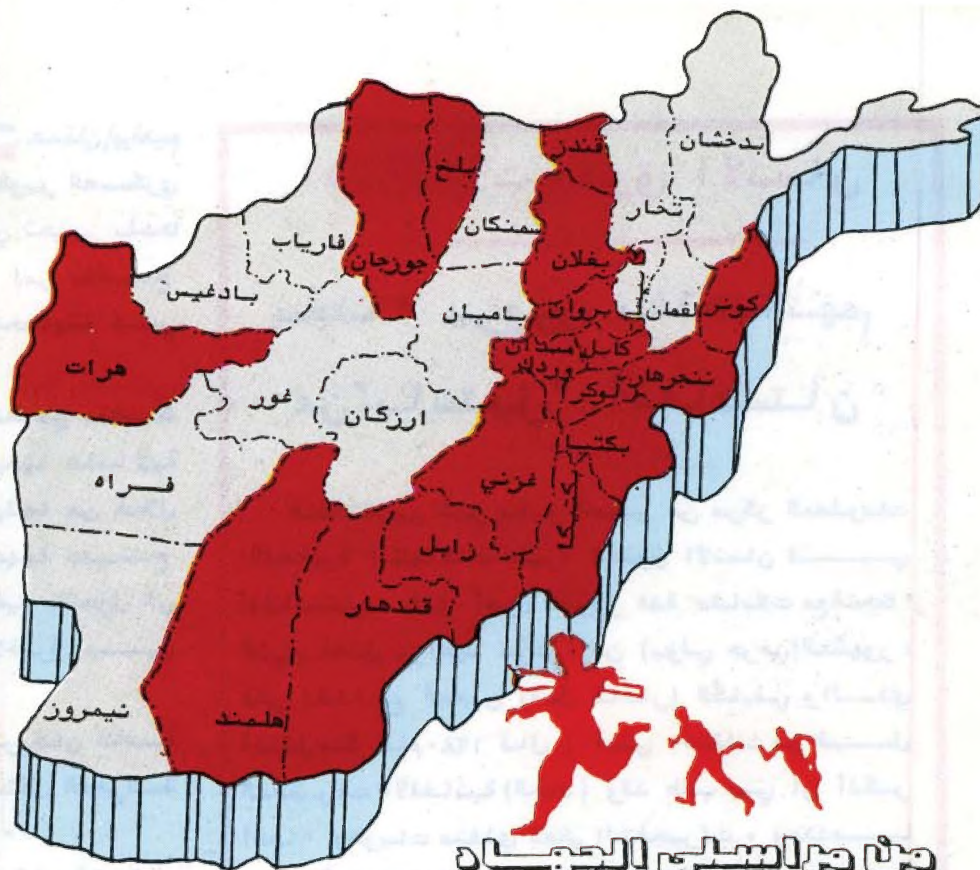 بدخشان
قندز
تخار
بلخ
سمنكان
فارياب
جوزجان
بغلان
بادغيس
باميان
بروان
لغمان
كونر
هرات
كابل
ميدان
وردك
ننجرهار
لوكر
غور
ارزكان
بكتيا
غزني
فراه
زابل
قندهار
هلمند
نيمروز
من مراسلي الجهاد